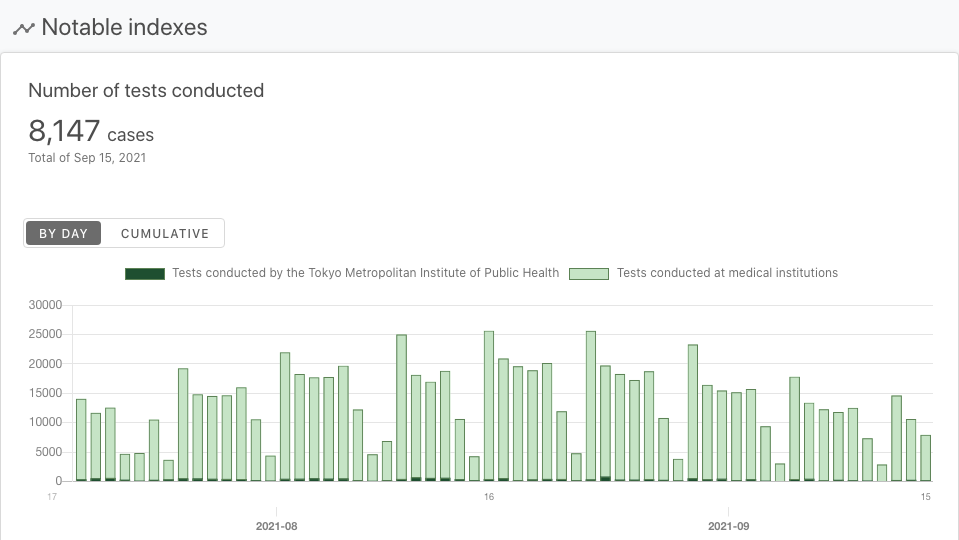 Notable indexes
Number of tests conducted
8,147 cases
Total of Sep 15, 2021
BY DAY CUMULATIVE
Tests conducted by the Tokyo Metropolitan Institute of Public Health Tests conducted at medical institutions
30000
25000
20000
15000
10000
5000
0
17 16 15
2021-08 2021-09